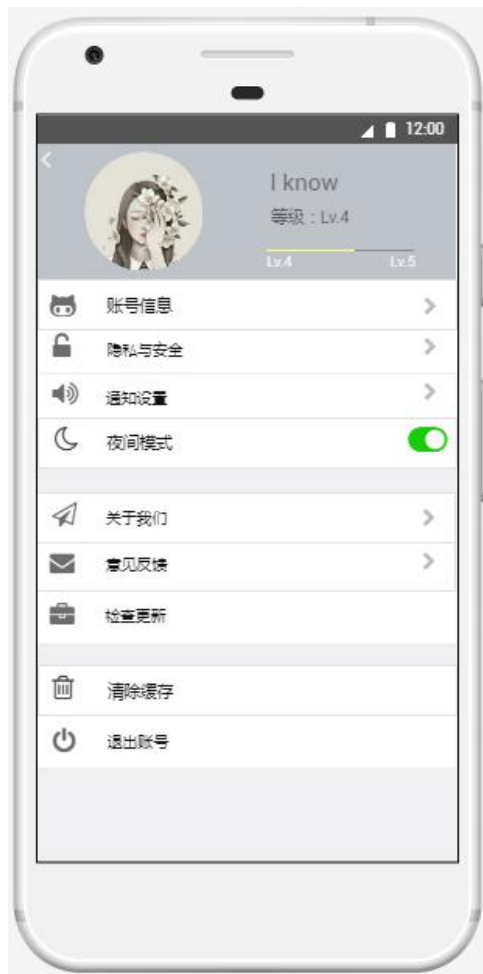 12:00
I know
等级：Lv.4
Lv.4 Lv.5
账号信息
隐私与安全
通知设置
夜间模式
关于我们
意见反馈
检查更新
清除缓存
退出账号